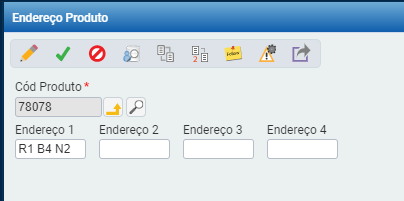 Endereço Produto
Cód Produto *
78078
Endereço 1 Endereço 2 Endereço 3 Endereço 4
R1 B4 N2